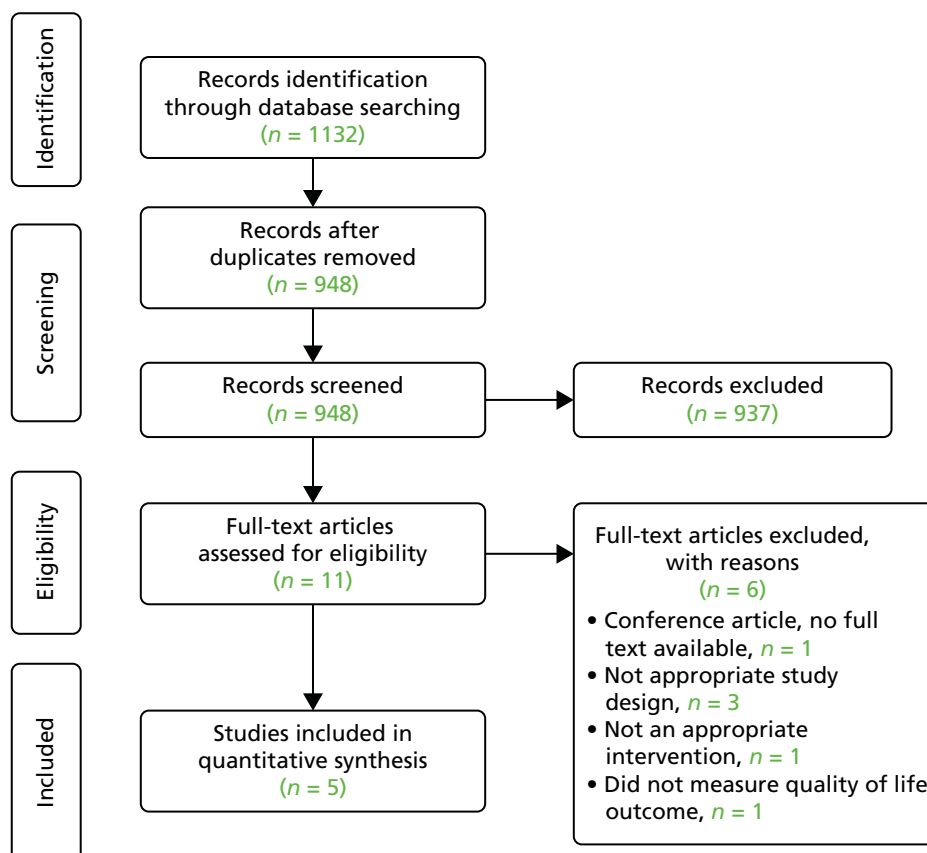 Identification
Records identification
through database searching
(n = 1132)
Screening
Records after
duplicates removed
(n = 948)
Records screened
(n = 948)
Records excluded
(n = 937)
Eligibility
Full-text articles
assessed for eligibility
(n = 11)
Full-text articles excluded,
with reasons
(n = 6)
• Conference article, no full
text available, n = 1
• Not appropriate study
design, n = 3
• Not an appropriate
intervention, n = 1
• Did not measure quality of life
outcome, n = 1
Included
Studies included in
quantitative synthesis
(n = 5)